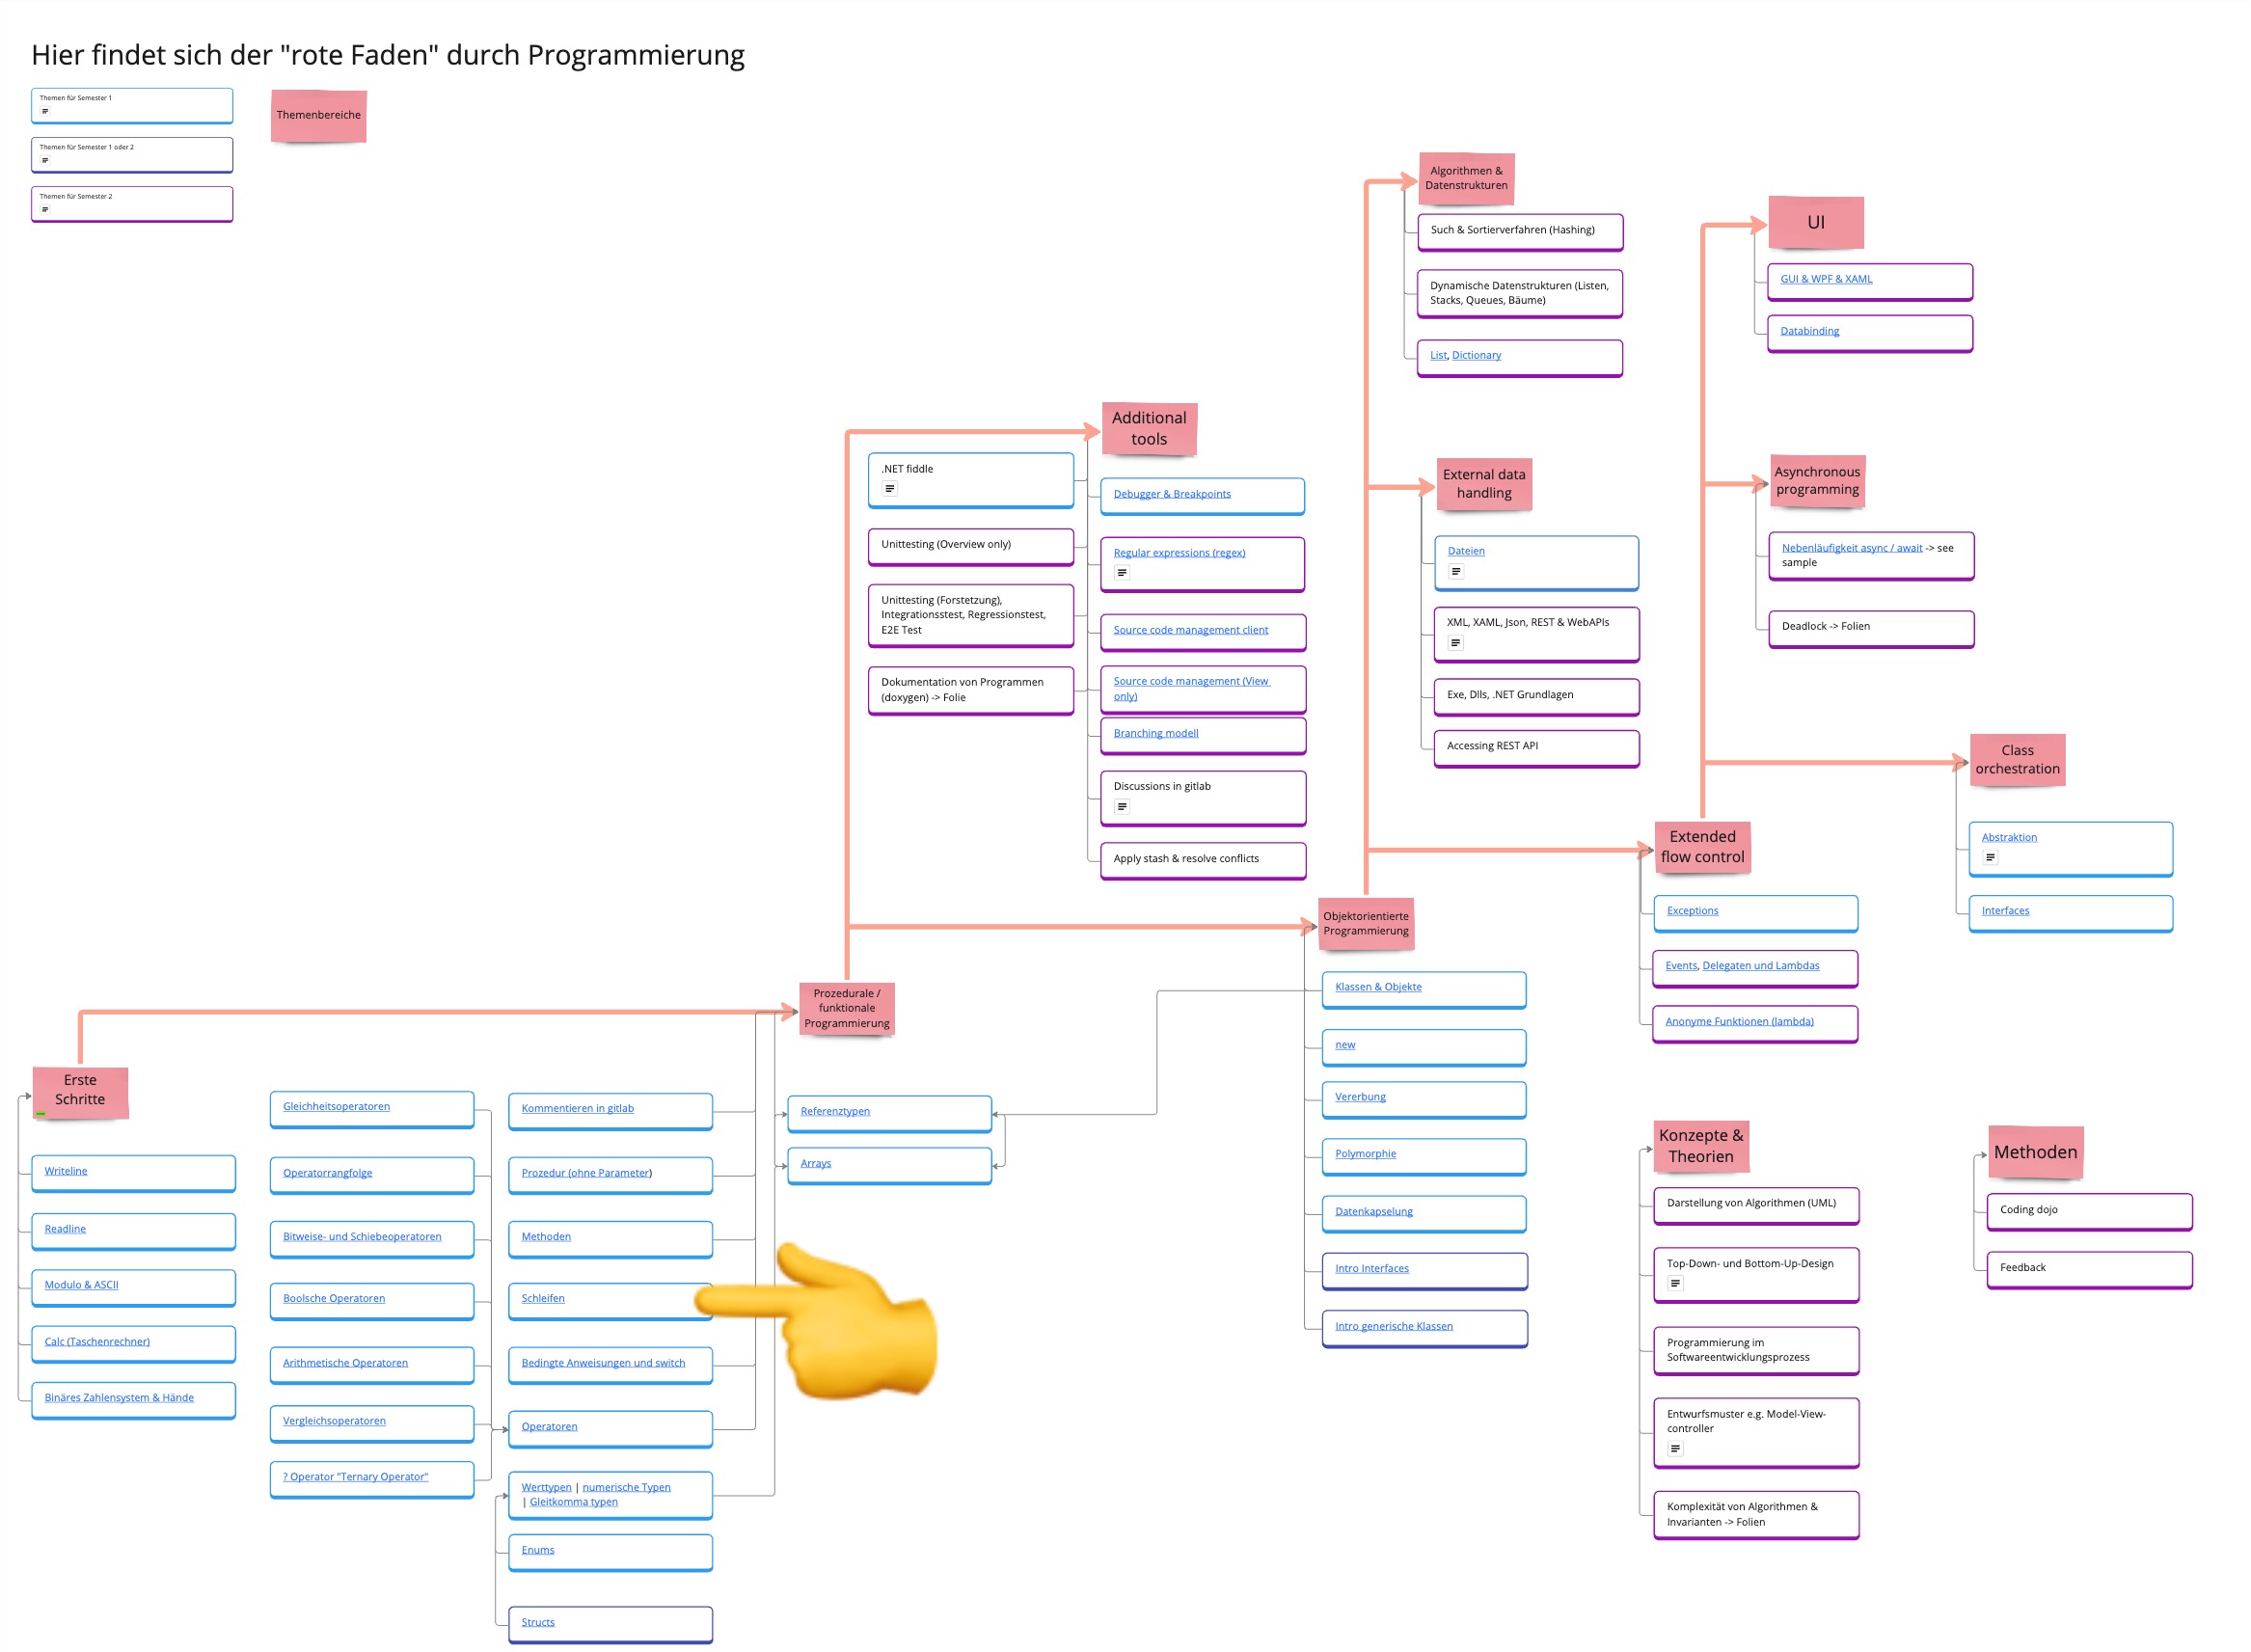 Hier findet sich der "rote Faden" durch Programmierung
Themen für Semester 1
Themen für Semester 1 oder 2
Themen für Semester 2
Themenbereiche
Erste
Schritte
Writeline
Readline
Modulo & ASCII
Calc (Taschenrechner)
Binäres Zahlensystem & Hände
Gleichheitsoperatoren
Operatorrangfolge
Bitweise- und Schiebeoperatoren
Boolsche Operatoren
Arithmetische Operatoren
Vergleichsoperatoren
? Operator "Ternary Operator"
Kommentieren in gitlab
Prozedur (ohne Parameter)
Methoden
Schleifen
Bedingte Anweisungen und switch
Operatoren
Werttypen | numerische Typen
| Gleitkomma typen
Enums
Structs
Prozedurale /
funktionale
Programmierung
Referenztypen
Arrays
Additional
tools
.NET fiddle
Unittesting (Overview only)
Unittesting (Forstetzung),
Integrationsstest, Regressionstest,
E2E Test
Dokumentation von Programmen
(doxygen) -> Folie
Debugger & Breakpoints
Regular expressions (regex)
Source code management client
Source code management (View
only)
Branching modell
Discussions in gitlab
Apply stash & resolve conflicts
Objektorientierte
Programmierung
Klassen & Objekte
new
Vererbung
Polymorphie
Datenkapselung
Intro Interfaces
Intro generische Klassen
Algorithmen &
Datenstrukturen
Such & Sortierverfahren (Hashing)
Dynamische Datenstrukturen (Listen,
Stacks, Queues, Bäume)
List, Dictionary
External data
handling
Dateien
XML, XAML, Json, REST & WebAPIs
Exe, Dlls, .NET Grundlagen
Accessing REST API
Extended
flow control
Exceptions
Events, Delegaten und Lambdas
Anonyme Funktionen (lambda)
UI
GUI & WPF & XAML
Databinding
Asynchronous
programming
Nebenläufigkeit async / await -> see
sample
Deadlock -> Folien
Class
orchestration
Abstraktion
Interfaces
Konzepte &
Theorien
Darstellung von Algorithmen (UML)
Top-Down- und Bottom-Up-Design
Programmierung im
Softwareentwicklungsprozess
Entwurfsmuster e.g. Model-View-
controller
Komplexität von Algorithmen &
Invarianten -> Folien
Methoden
Coding dojo
Feedback